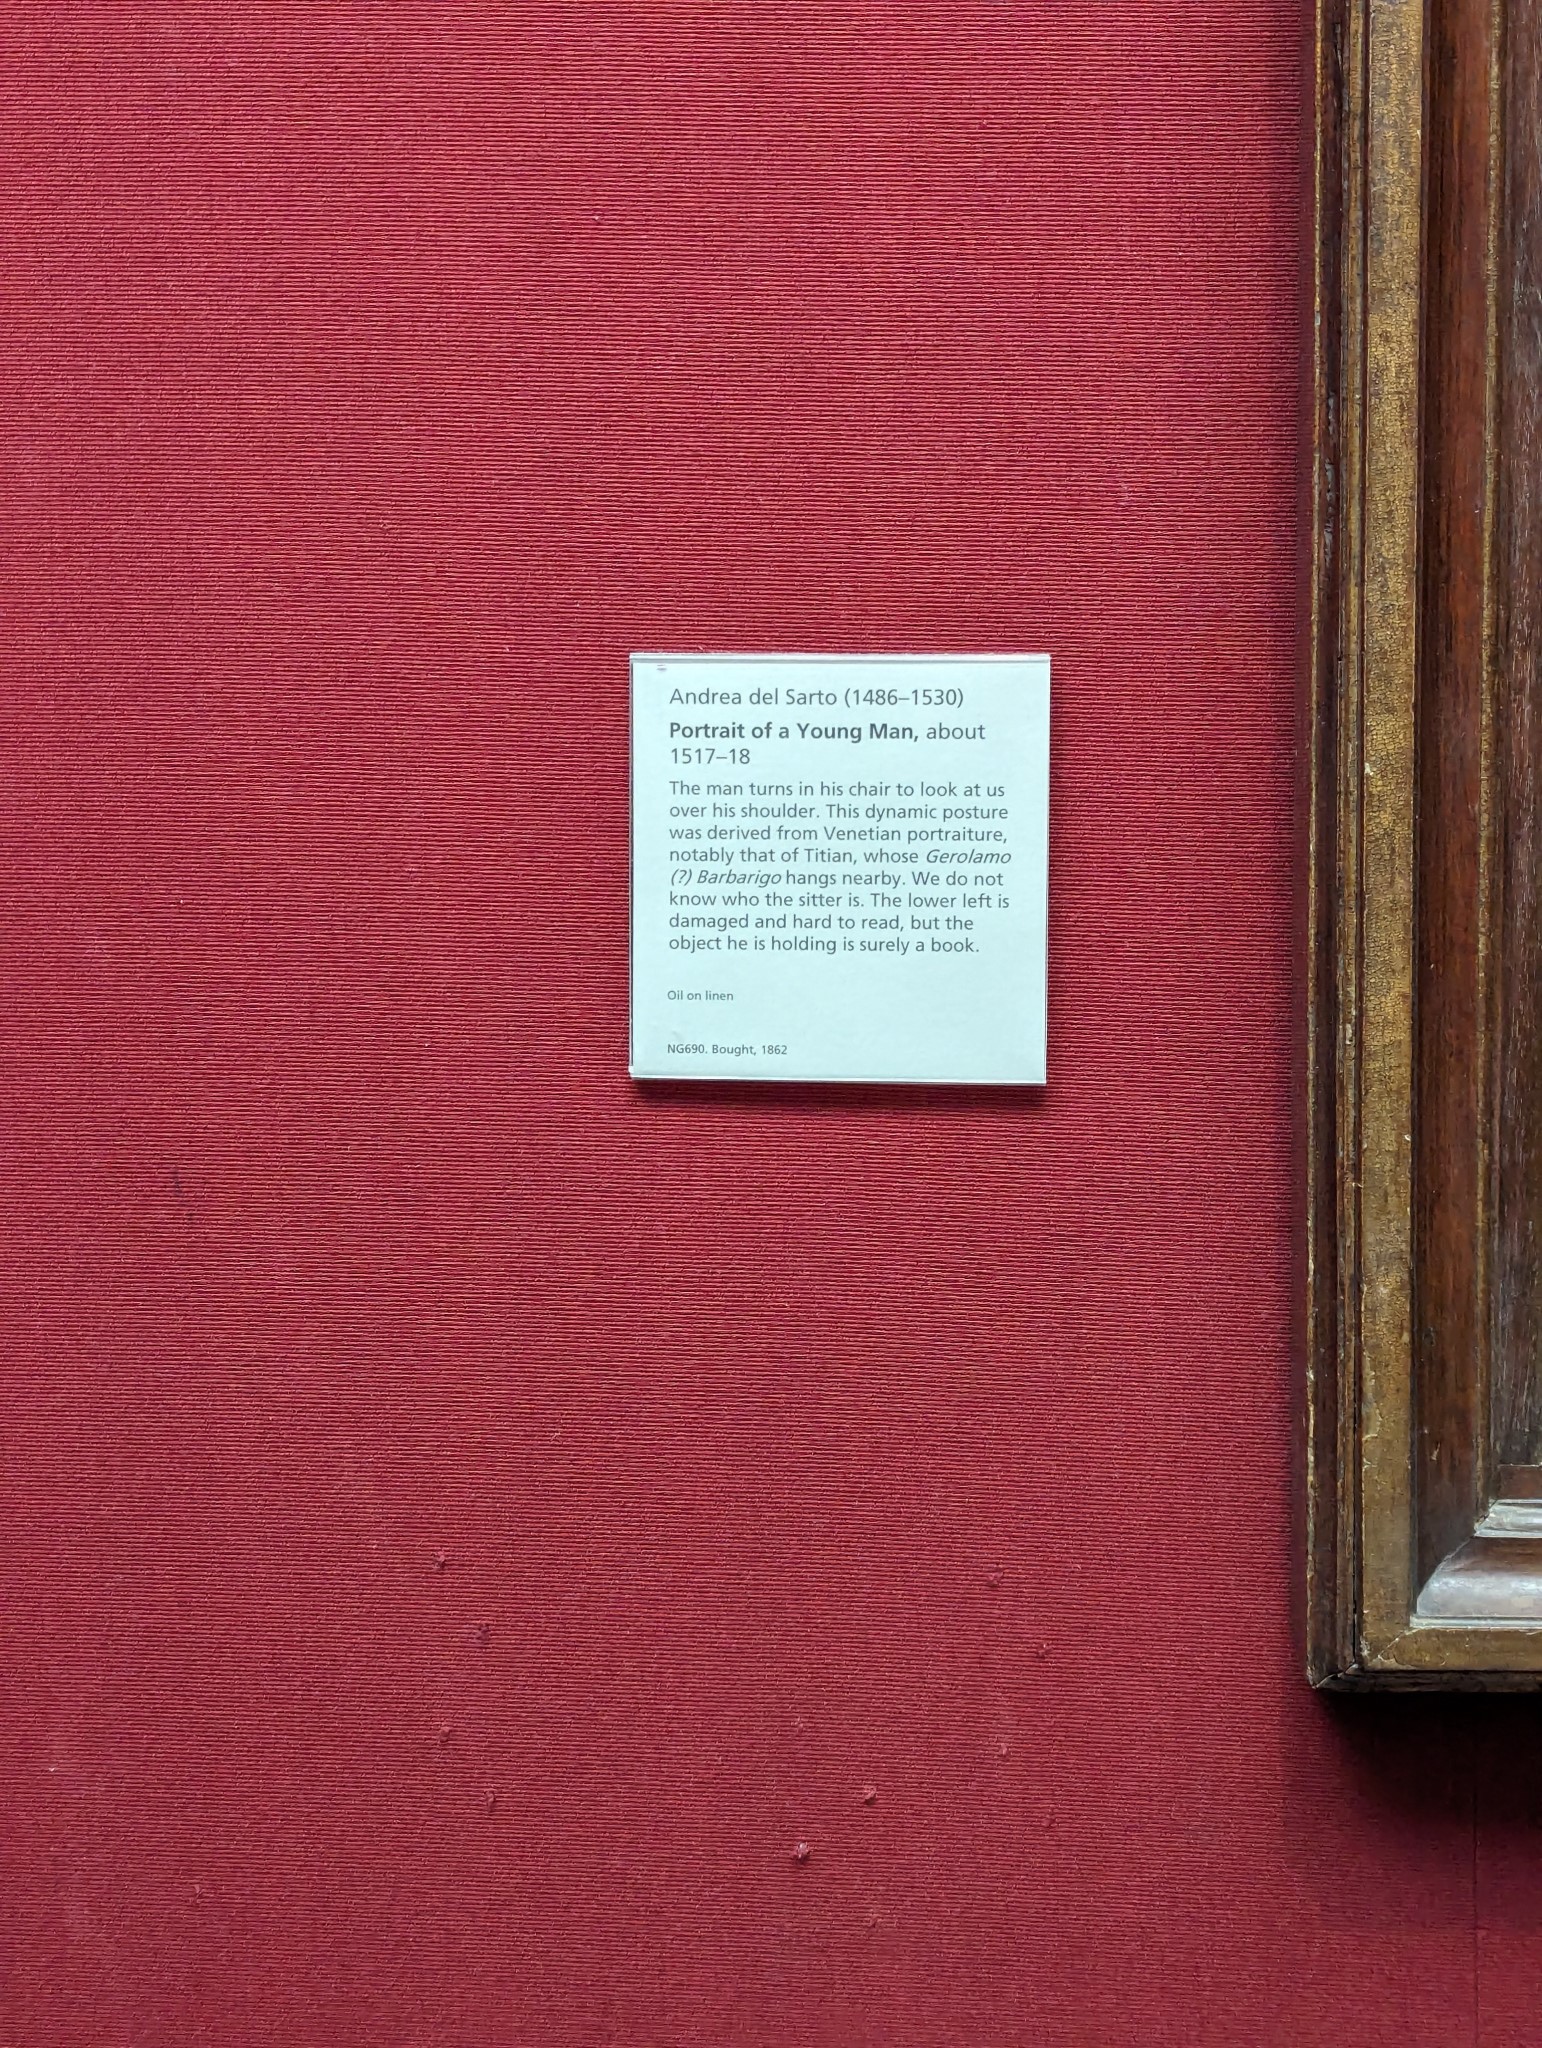 Andrea del Sarto (1486–1530)
Portrait of a Young Man, about
1517–18
The man turns in his chair to look at us
over his shoulder. This dynamic posture
was derived from Venetian portraiture,
notably that of Titian, whose Gerolamo
(?) Barbarigo hangs nearby. We do not
know who the sitter is. The lower left is
damaged and hard to read, but the
object he is holding is surely a book.
Oil on linen
NG690. Bought, 1862